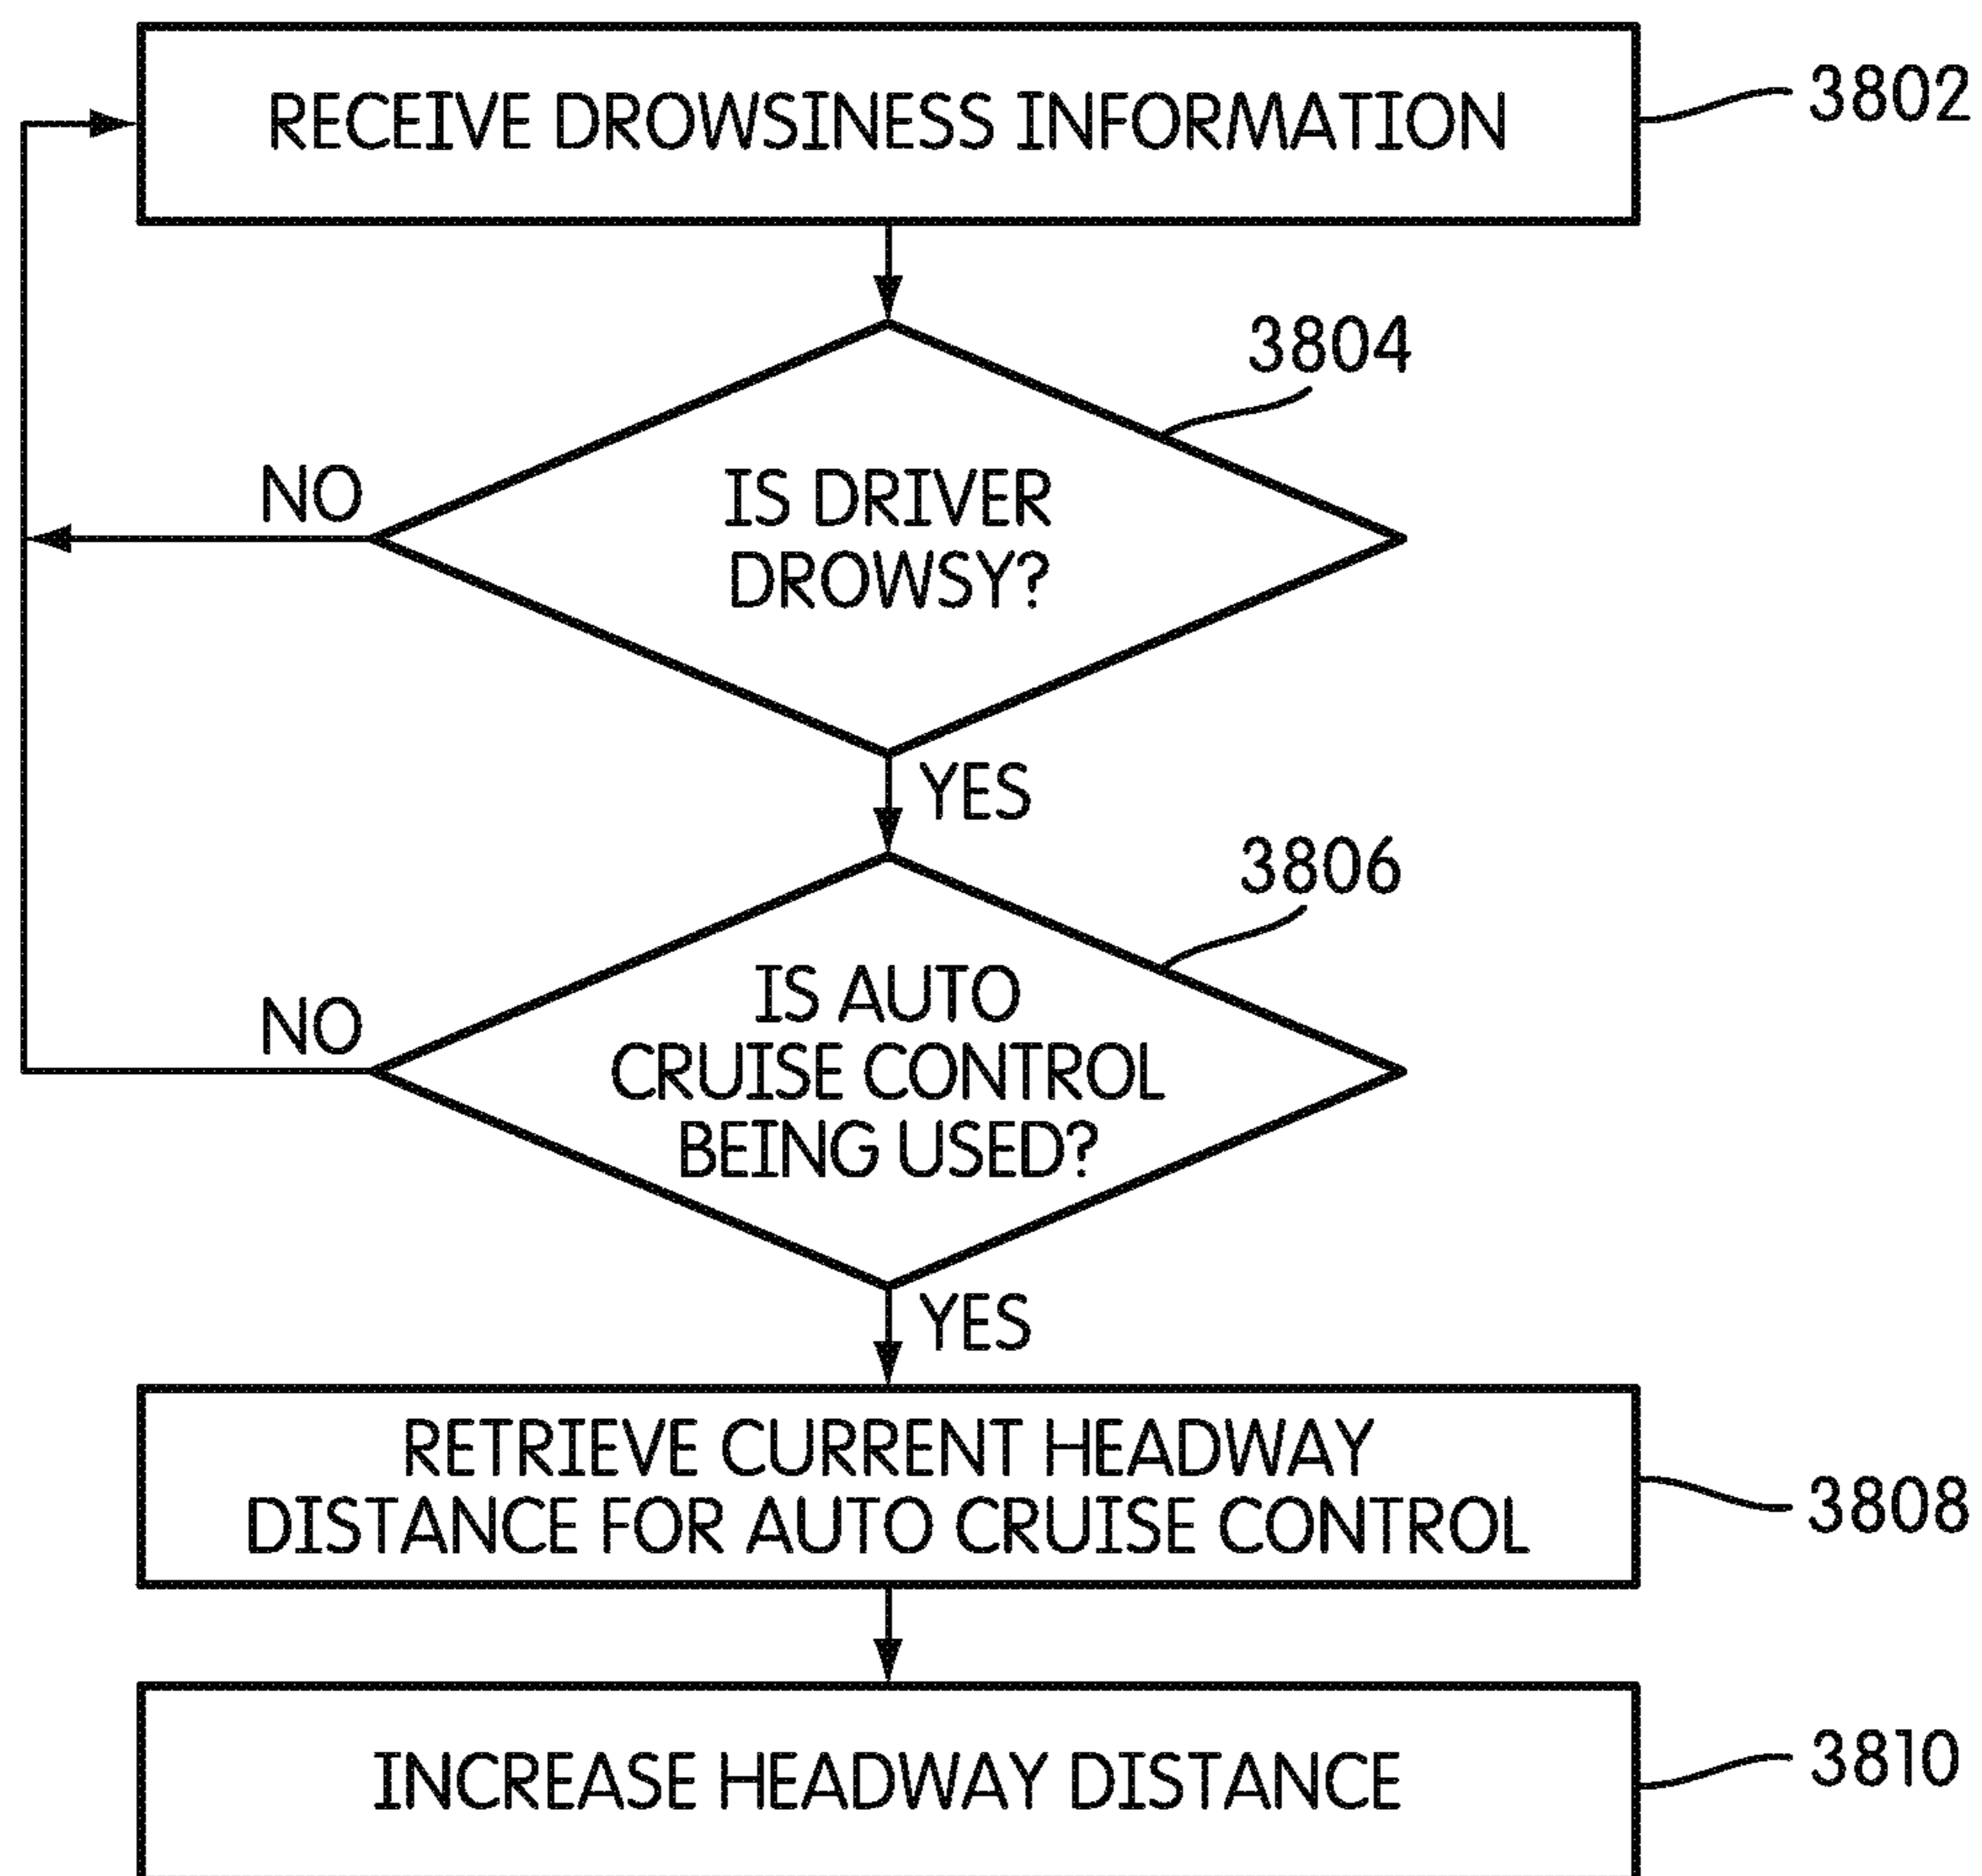 RECEIVE DROWSINESS INFORMATION
3802
3804
IS DRIVER
DROWSY?
NO
YES
3806
IS AUTO
CRUISE CONTROL
BEING USED?
NO
YES
RETRIEVE CURRENT HEADWAY
DISTANCE FOR AUTO CRUISE CONTROL
3808
INCREASE HEADWAY DISTANCE
3810